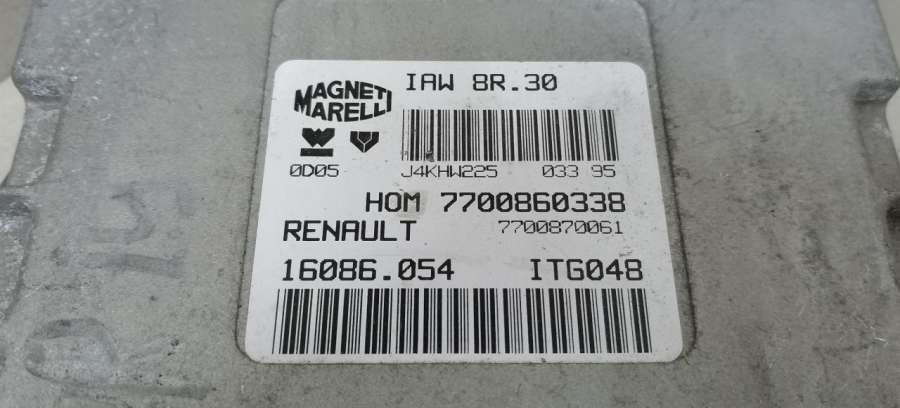 MAGNETI
MARELLI
IAW 8R.30
0D05
J4KHW225 033 95
HOM 7700860338
RENAULT 7700870061
16086.054 ITG048